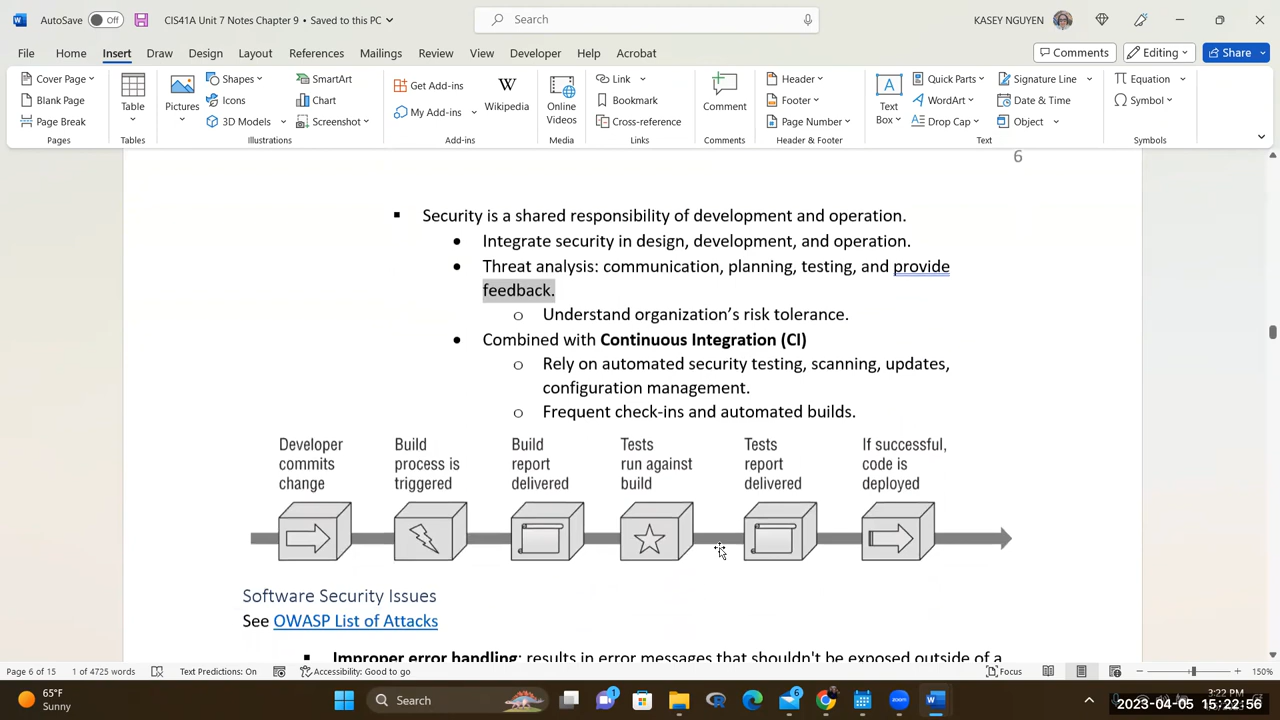 AutoSave Off CIS41A Unit 7 Notes Chapter 9 • Saved to this PC Search KASEY NGUYEN
File Home Insert Draw Design Layout References Mailings Review View Developer Help Acrobat Comments Editing Share
Cover Page
Blank Page
Page Break
Pages
Table
Tables
Pictures
Shapes
Icons
3D Models
SmartArt
Chart
Screenshot
Illustrations
Get Add-ins
My Add-ins
W
Wikipedia
Add-ins
Online
Videos
Media
Link
Bookmark
Cross-reference
Links
Comment
Comments
Header
Footer
Page Number
Header & Footer
A
Text
Box
Quick Parts
WordArt
Drop Cap
Signature Line
Date & Time
Object
Text
Equation
Symbol
Symbols
6
▪ Security is a shared responsibility of development and operation.
• Integrate security in design, development, and operation.
• Threat analysis: communication, planning, testing, and provide
feedback.
o Understand organization’s risk tolerance.
• Combined with Continuous Integration (CI)
o Rely on automated security testing, scanning, updates,
configuration management.
o Frequent check-ins and automated builds.
Developer
commits
change
Build
process is
triggered
Build
report
delivered
Tests
run against
build
Tests
report
delivered
If successful,
code is
deployed
Software Security Issues
See OWASP List of Attacks
▪ Improper error handling: results in error messages that shouldn't be exposed outside of a
Page 6 of 15 1 of 4725 words Text Predictions: On Accessibility: Good to go Focus 150%
65°F
Sunny
Search
1
6
zoom
3:22 PM
2023-04-05 15:22:56